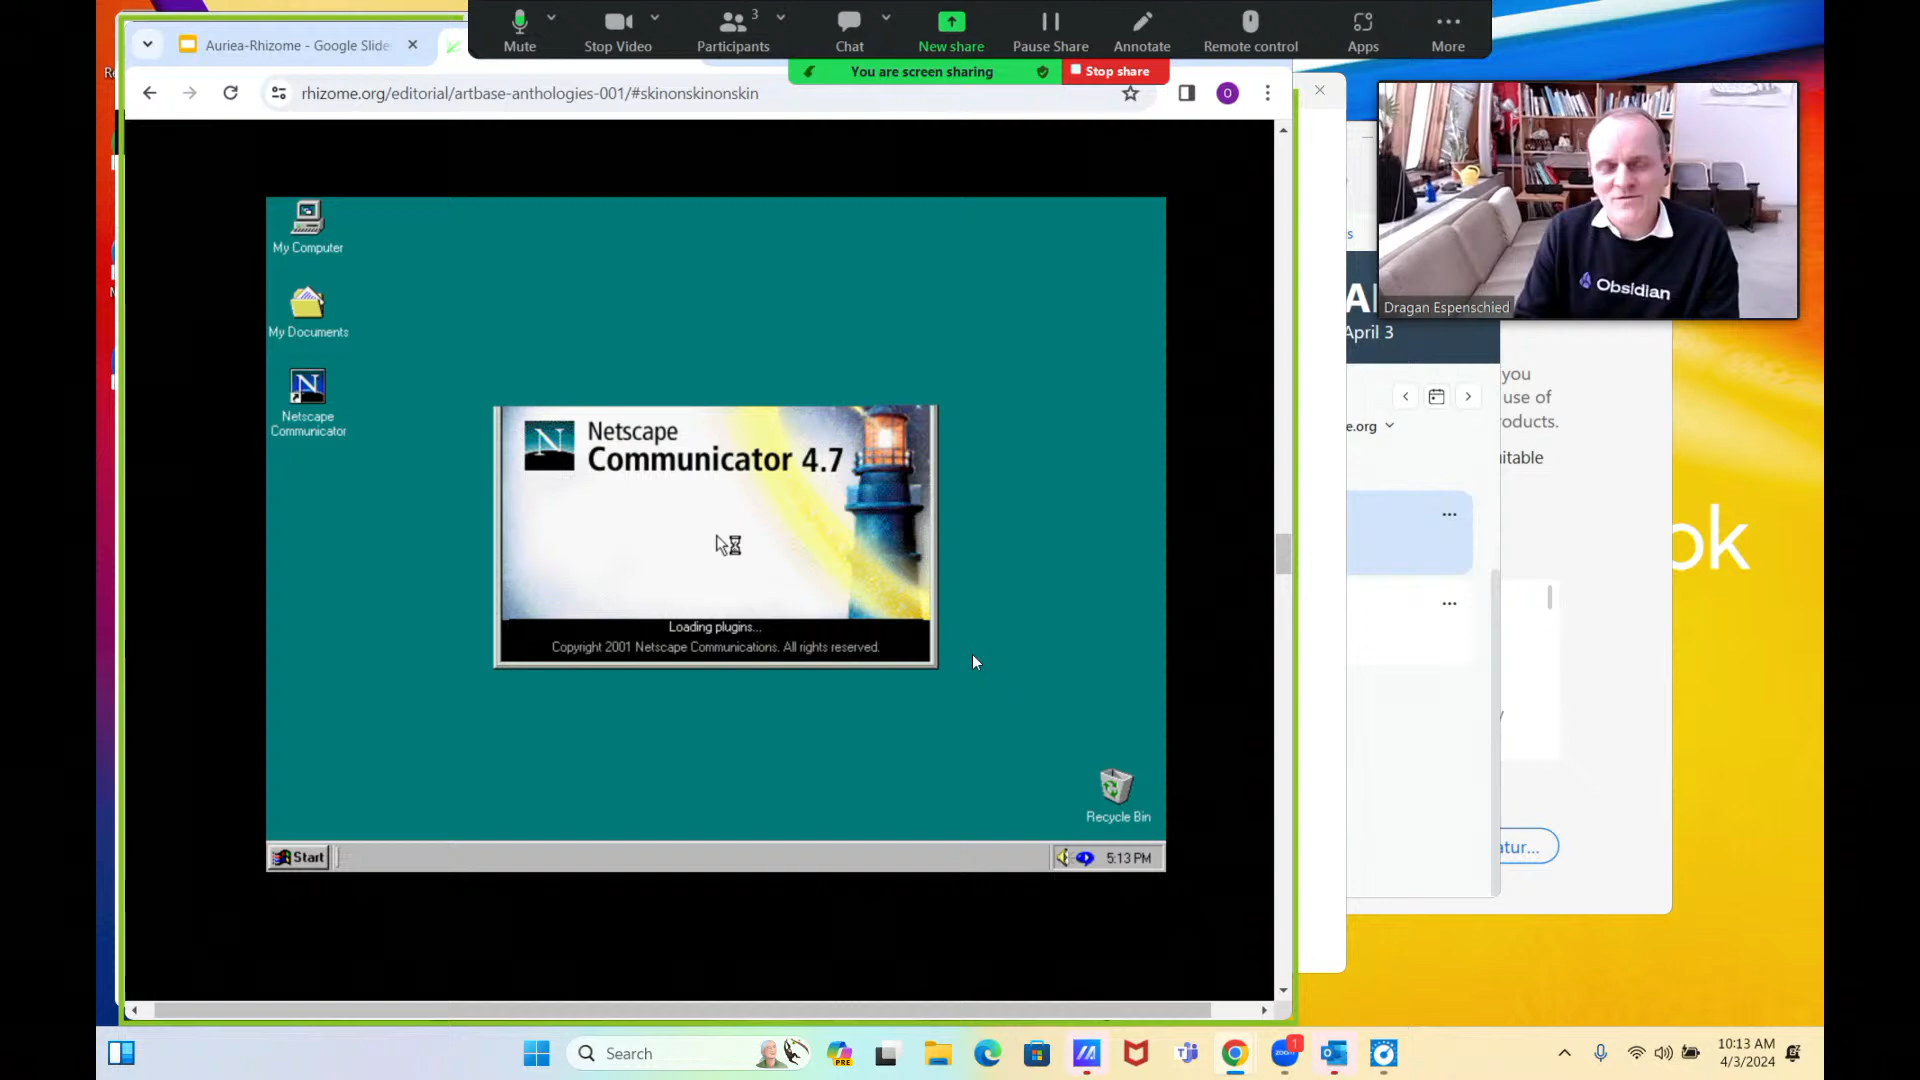 Auriea-Rhizome - Google Slide
Mute
Stop Video
Participants
3
Chat
New share
Pause Share
Annotate
Remote control
Apps
More
You are screen sharing
Stop share
rhizome.org/editorial/artbase-anthologies-001/#skinonskinonskin
O
My Computer
My Documents
Netscape
Communicator
N
Netscape
Communicator 4.7
Loading plugins...
Copyright 2001 Netscape Communications. All rights reserved.
Recycle Bin
Start
5:13 PM
Obsidian
Dragan Espenschied
April 3
you
use of
oducts.
e.org
itable
ok
atur...
Search
PRE
zoom
1
10:13 AM
4/3/2024